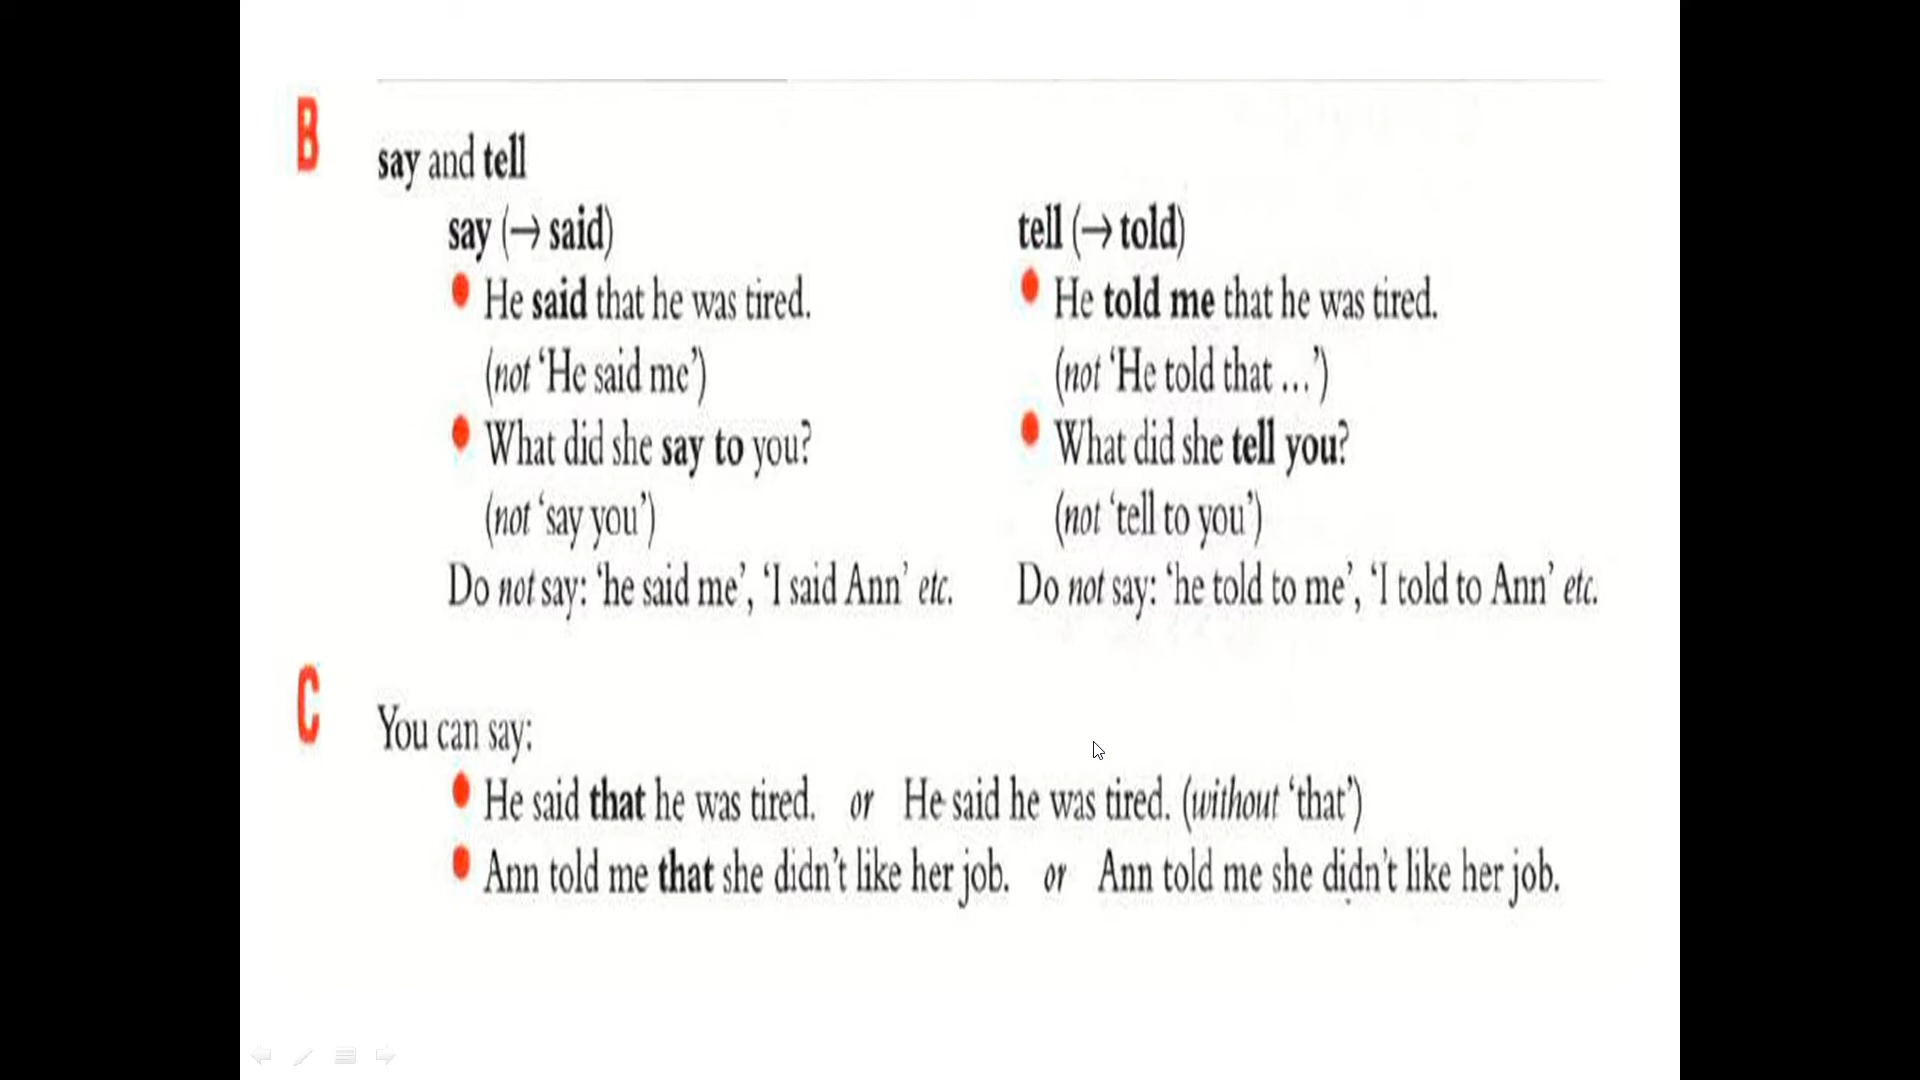 B
say and tell
say (→ said)
• He said that he was tired.
(not ‘He said me’)
• What did she say to you?
(not ‘say you’)
Do not say: ‘he said me’, ‘I said Ann’ etc.
tell (→ told)
• He told me that he was tired.
(not ‘He told that …’)
• What did she tell you?
(not ‘tell to you’)
Do not say: ‘he told to me’, ‘I told to Ann’ etc.
C
You can say:
• He said that he was tired. or He said he was tired. (without ‘that’)
• Ann told me that she didn’t like her job. or Ann told me she didn’t like her job.